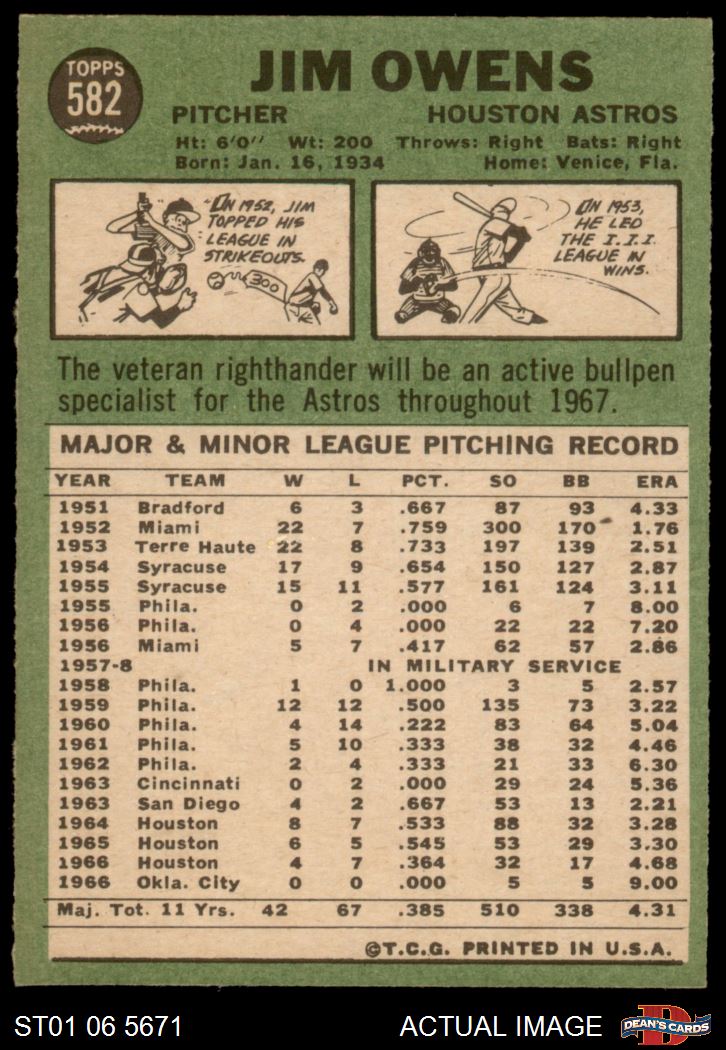 TOPPS
582
JIM OWENS
PITCHER HOUSTON ASTROS
Ht: 6'0" Wt: 200 Throws: Right Bats: Right
Born: Jan. 16, 1934 Home: Venice, Fla.
IN 1952, JIM
TOPPED HIS
LEAGUE IN
STRIKEOUTS.
300
IN 1953,
HE LED
THE I.I.I.
LEAGUE IN
WINS.
The veteran righthander will be an active bullpen
specialist for the Astros throughout 1967.
MAJOR & MINOR LEAGUE PITCHING RECORD
YEAR TEAM W L PCT. SO BB ERA
1951 Bradford 6 3 .667 87 93 4.33
1952 Miami 22 7 .759 300 170 1.76
1953 Terre Haute 22 8 .733 197 139 2.51
1954 Syracuse 17 9 .654 150 127 2.87
1955 Syracuse 15 11 .577 161 124 3.11
1955 Phila. 0 2 .000 6 7 8.00
1956 Phila. 0 4 .000 22 22 7.20
1956 Miami 5 7 .417 62 57 2.86
1957-8 IN MILITARY SERVICE
1958 Phila. 1 0 1.000 3 5 2.57
1959 Phila. 12 12 .500 135 73 3.22
1960 Phila. 4 14 .222 83 64 5.04
1961 Phila. 5 10 .333 38 32 4.46
1962 Phila. 2 4 .333 21 33 6.30
1963 Cincinnati 0 2 .000 29 24 5.36
1963 San Diego 4 2 .667 53 13 2.21
1964 Houston 8 7 .533 88 32 3.28
1965 Houston 6 5 .545 53 29 3.30
1966 Houston 4 7 .364 32 17 4.68
1966 Okla. City 0 0 .000 5 5 9.00
Maj. Tot. 11 Yrs. 42 67 .385 510 338 4.31
©T.C.G. PRINTED IN U.S.A.
ST01 06 5671 ACTUAL IMAGE
D
DEAN'S CARDS